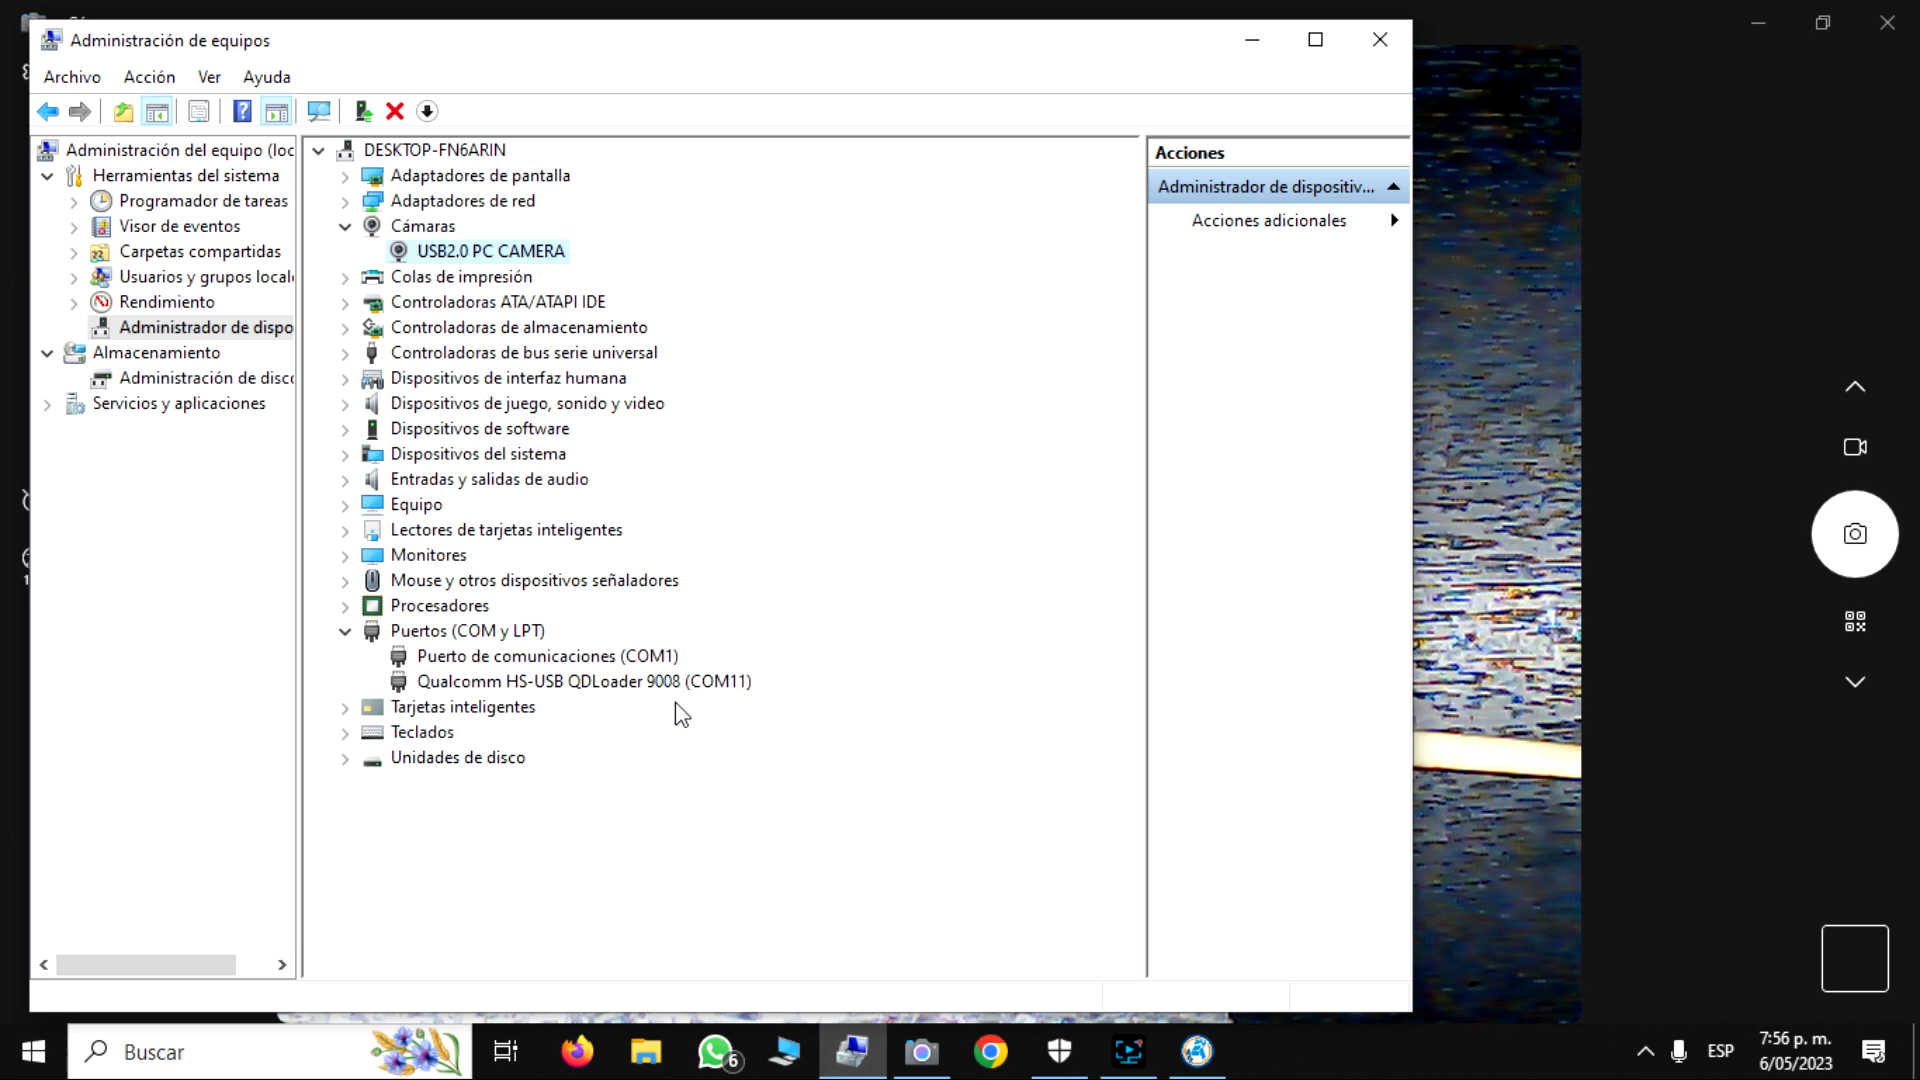 Administración de equipos
Archivo Acción Ver Ayuda
Administración del equipo (loc
Herramientas del sistema
Programador de tareas
Visor de eventos
Carpetas compartidas
Usuarios y grupos local
Rendimiento
Administrador de dispo
Almacenamiento
Administración de disc
Servicios y aplicaciones
DESKTOP-FN6ARIN
Adaptadores de pantalla
Adaptadores de red
Cámaras
USB2.0 PC CAMERA
Colas de impresión
Controladoras ATA/ATAPI IDE
Controladoras de almacenamiento
Controladoras de bus serie universal
Dispositivos de interfaz humana
Dispositivos de juego, sonido y video
Dispositivos de software
Dispositivos del sistema
Entradas y salidas de audio
Equipo
Lectores de tarjetas inteligentes
Monitores
Mouse y otros dispositivos señaladores
Procesadores
Puertos (COM y LPT)
Puerto de comunicaciones (COM1)
Qualcomm HS-USB QDLoader 9008 (COM11)
Tarjetas inteligentes
Teclados
Unidades de disco
Acciones
Administrador de dispositiv...
Acciones adicionales
Buscar
6
ESP
7:56 p. m.
6/05/2023